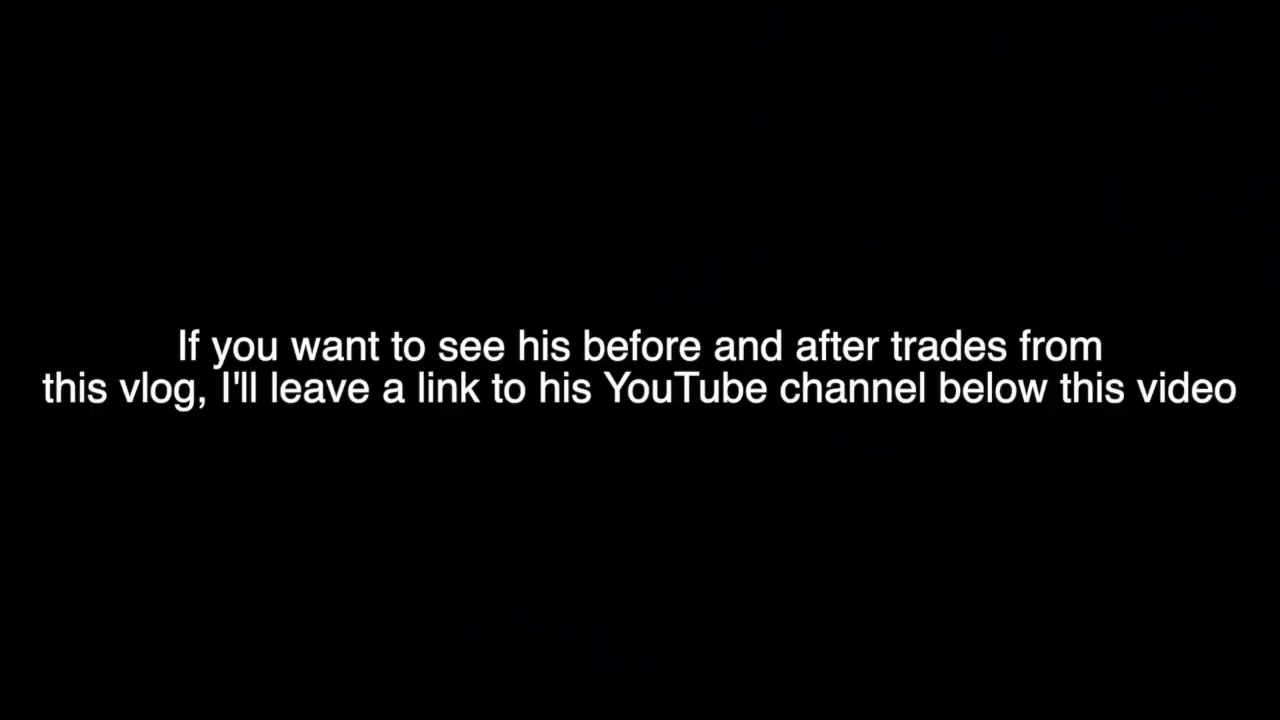 If you want to see his before and after trades from
this vlog, I'll leave a link to his YouTube channel below this video